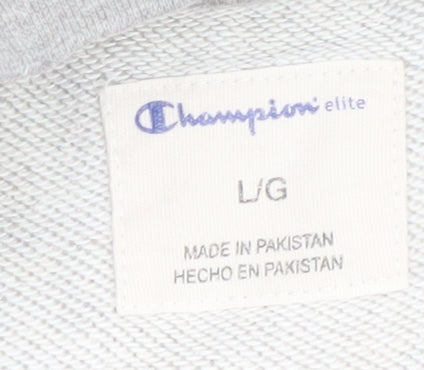 Champion elite
L/G
MADE IN PAKISTAN
HECHO EN PAKISTAN